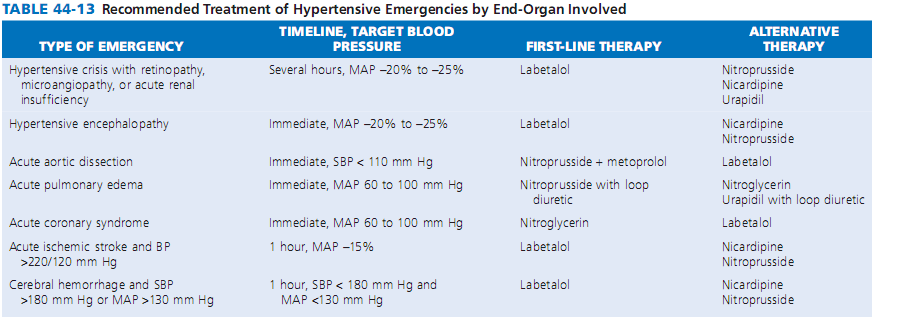 TABLE 44-13 Recommended Treatment of Hypertensive Emergencies by End-Organ Involved
TYPE OF EMERGENCY
TIMELINE, TARGET BLOOD
PRESSURE
FIRST-LINE THERAPY
ALTERNATIVE
THERAPY
Hypertensive crisis with retinopathy,
microangiopathy, or acute renal
insufficiency
Several hours, MAP –20% to –25%
Labetalol
Nitroprusside
Nicardipine
Urapidil
Hypertensive encephalopathy
Immediate, MAP –20% to –25%
Labetalol
Nicardipine
Nitroprusside
Acute aortic dissection
Immediate, SBP < 110 mm Hg
Nitroprusside + metoprolol
Labetalol
Acute pulmonary edema
Immediate, MAP 60 to 100 mm Hg
Nitroprusside with loop
diuretic
Nitroglycerin
Urapidil with loop diuretic
Acute coronary syndrome
Immediate, MAP 60 to 100 mm Hg
Nitroglycerin
Labetalol
Acute ischemic stroke and BP
>220/120 mm Hg
1 hour, MAP –15%
Labetalol
Nicardipine
Nitroprusside
Cerebral hemorrhage and SBP
>180 mm Hg or MAP >130 mm Hg
1 hour, SBP < 180 mm Hg and
MAP <130 mm Hg
Labetalol
Nicardipine
Nitroprusside